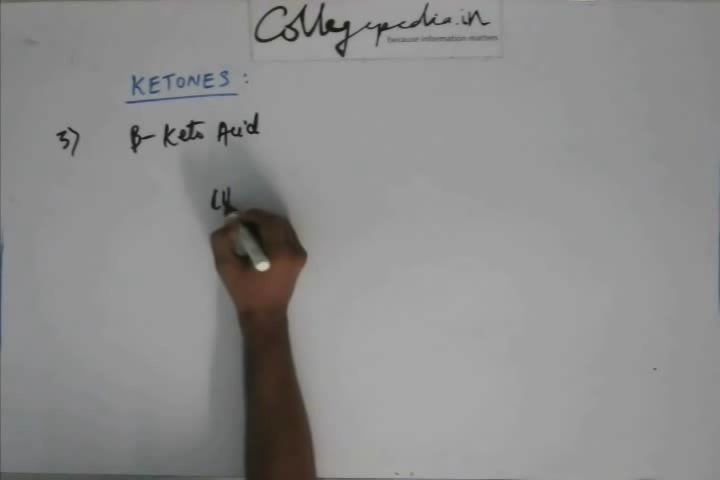 Collegepedia.in
because information matters
KETONES :
3) β- Keto Acid